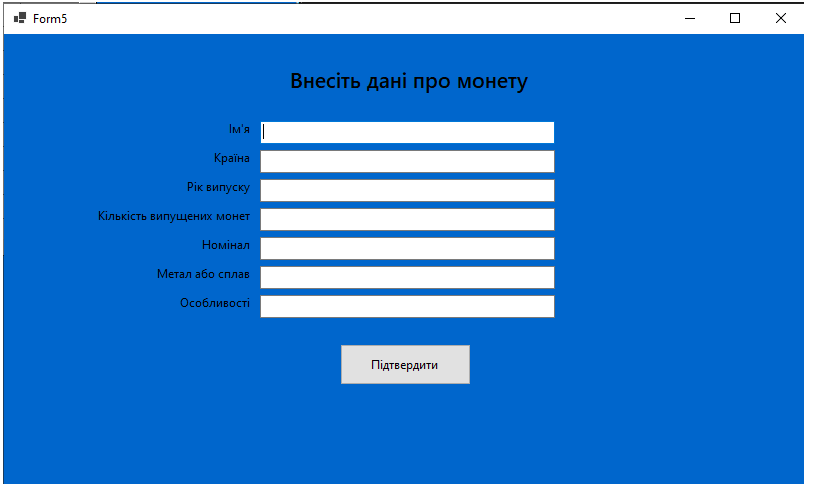 Form5
Внесіть дані про монету
Ім'я
Країна
Рік випуску
Кількість випущених монет
Номінал
Метал або сплав
Особливості
Підтвердити